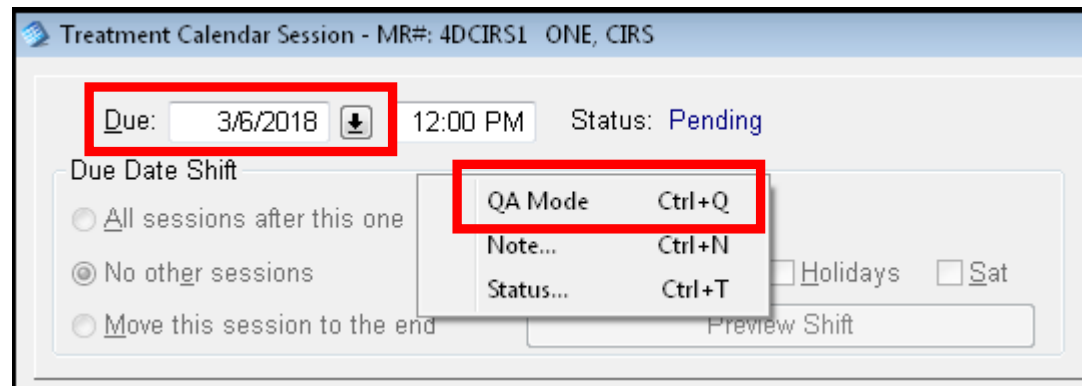 Treatment Calendar Session - MR#: 4DCIRS1 ONE, CIRS
Due: 3/6/2018 12:00 PM Status: Pending
Due Date Shift
All sessions after this one
QA Mode Ctrl+Q
Note... Ctrl+N
Status... Ctrl+T
No other sessions
Holidays Sat
Move this session to the end
Preview Shift